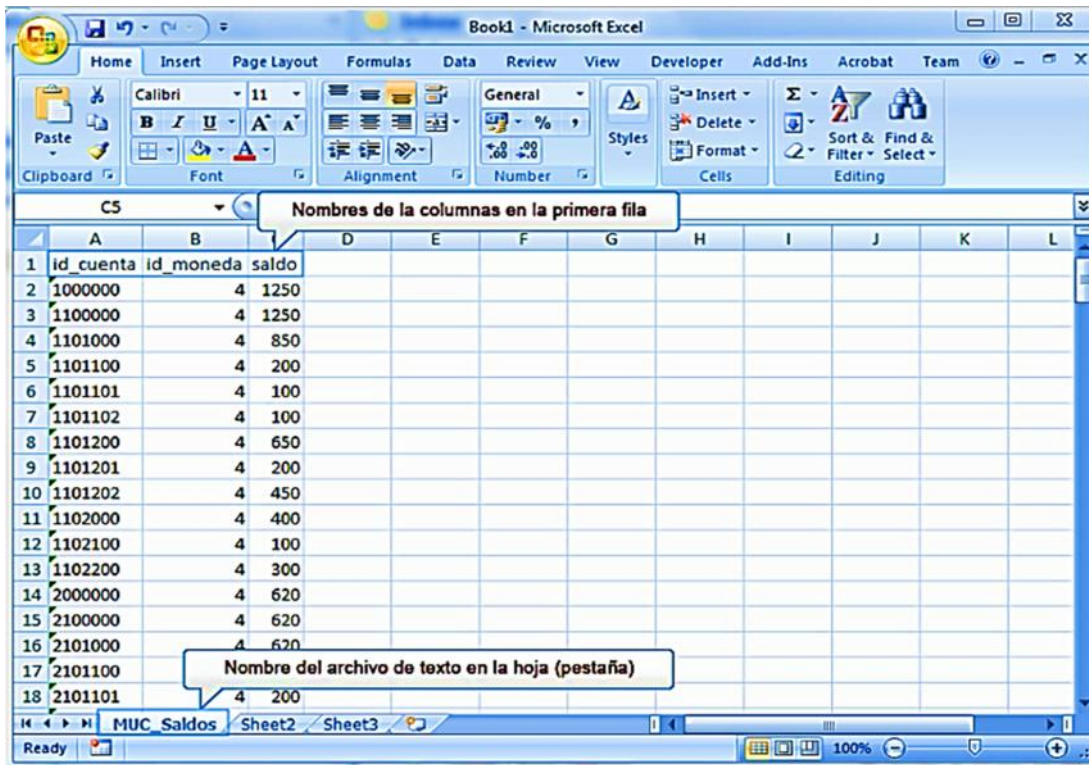 Book1 - Microsoft Excel
Home Insert Page Layout Formulas Data Review View Developer Add-Ins Acrobat Team
Paste
Clipboard
Calibri 11
B I U A A
A
Font
Alignment
General
% ,
.0 .00 .00 .0
Number
A
Styles
Insert
Delete
Format
Cells
Σ
A Z
Sort & Filter
Find & Select
Editing
C5
Nombres de la columnas en la primera fila
A B D E F G H I J K L
1 id_cuenta id_moneda saldo
2 1000000 4 1250
3 1100000 4 1250
4 1101000 4 850
5 1101100 4 200
6 1101101 4 100
7 1101102 4 100
8 1101200 4 650
9 1101201 4 200
10 1101202 4 450
11 1102000 4 400
12 1102100 4 100
13 1102200 4 300
14 2000000 4 620
15 2100000 4 620
16 2101000 4 620
17 2101100
Nombre del archivo de texto en la hoja (pestaña)
18 2101101 4 200
MUC_Saldos Sheet2 Sheet3
Ready 100%